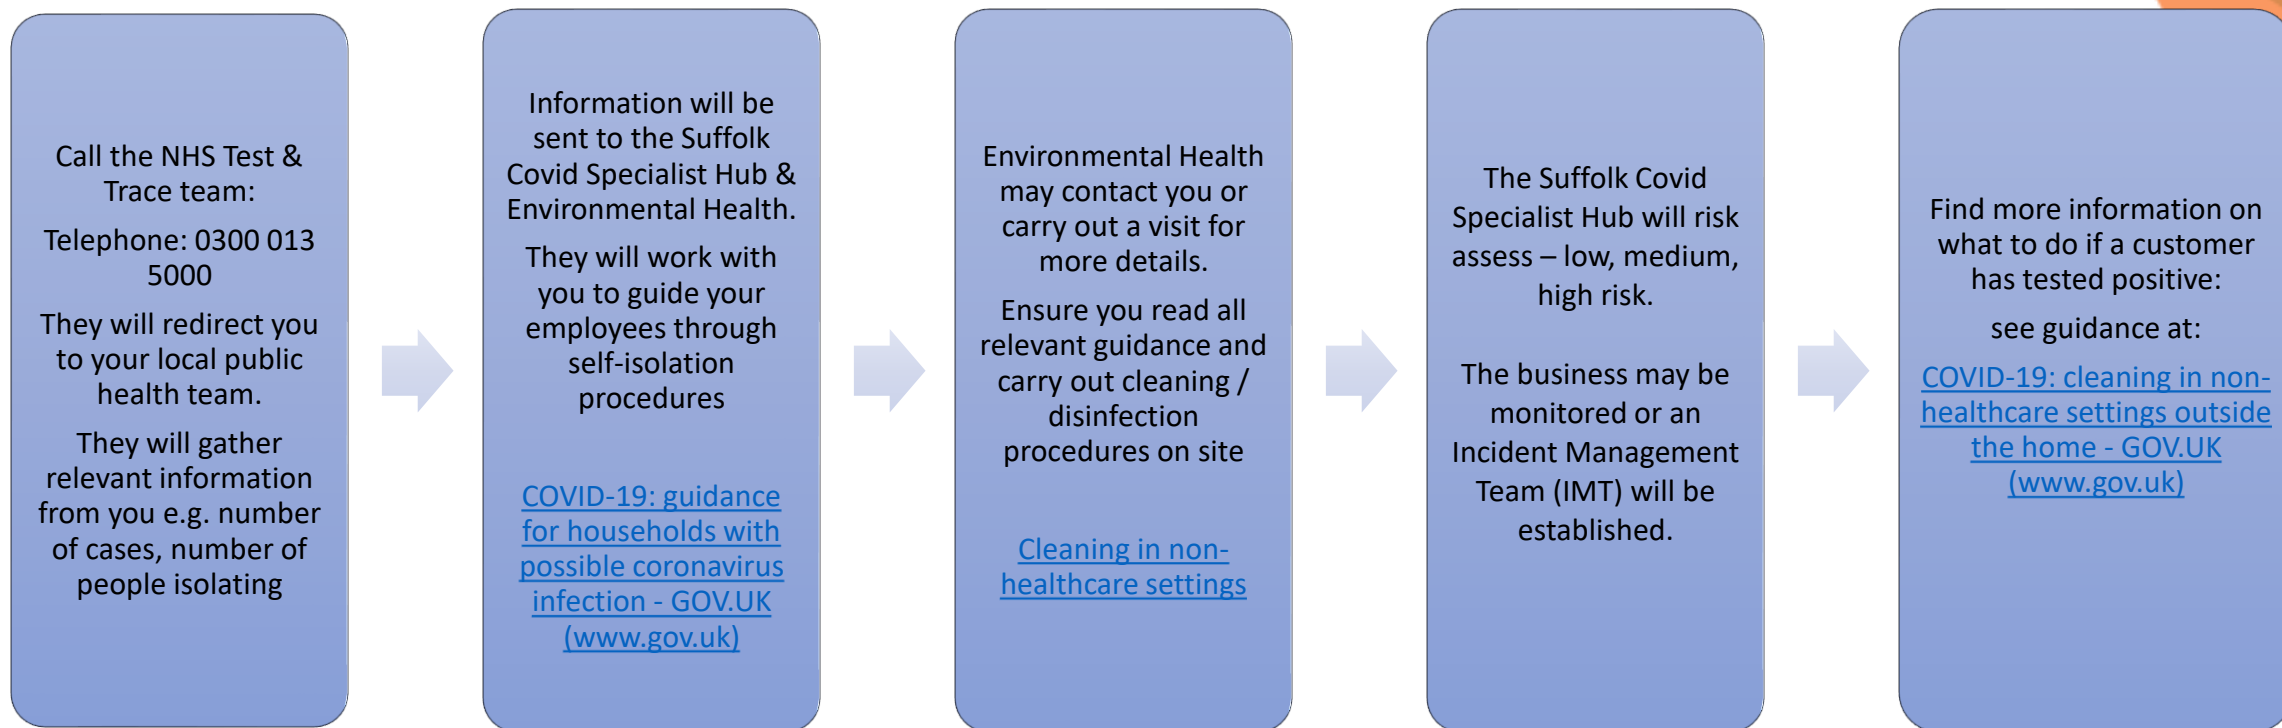 Call the NHS Test &
Trace team:
Telephone: 0300 013
5000
They will redirect you
to your local public
health team.
They will gather
relevant information
from you e.g. number
of cases, number of
people isolating
Information will be
sent to the Suffolk
Covid Specialist Hub &
Environmental Health.
They will work with
you to guide your
employees through
self-isolation
procedures
COVID-19: guidance
for households with
possible coronavirus
infection - GOV.UK
(www.gov.uk)
Environmental Health
may contact you or
carry out a visit for
more details.
Ensure you read all
relevant guidance and
carry out cleaning /
disinfection
procedures on site
Cleaning in non-
healthcare settings
The Suffolk Covid
Specialist Hub will risk
assess – low, medium,
high risk.
The business may be
monitored or an
Incident Management
Team (IMT) will be
established.
Find more information on
what to do if a customer
has tested positive:
see guidance at:
COVID-19: cleaning in non-
healthcare settings outside
the home - GOV.UK
(www.gov.uk)